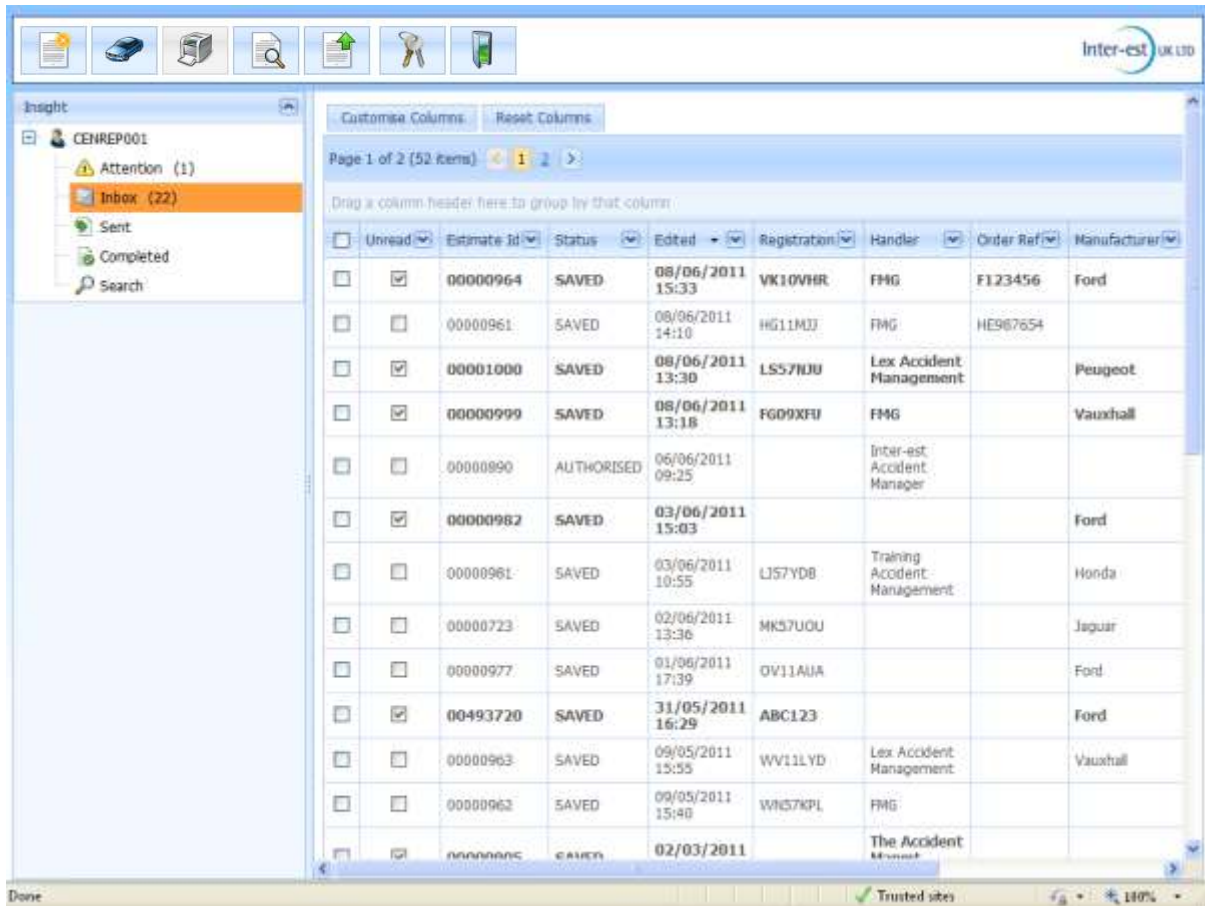 Inter-est UK LTD
Insight
CENREP001
Attention (1)
Inbox (22)
Sent
Completed
Search
Customise Columns Reset Columns
Page 1 of 2 (52 items) < 1 2 >
Drag a column header here to group by that column
Unread Estimate Id Status Edited Registration Handler Order Ref Manufacturer
00000964 SAVED 08/06/2011 15:33 VK10VHR FMG F123456 Ford
00000961 SAVED 08/06/2011 14:10 HG11MJJ FMG HE987654
00001000 SAVED 08/06/2011 13:30 LS57NJU Lex Accident Management Peugeot
00000999 SAVED 08/06/2011 13:18 FG09XFU FMG Vauxhall
00000890 AUTHORISED 06/06/2011 09:25 Inter-est Accident Manager
00000982 SAVED 03/06/2011 15:03 Ford
00000981 SAVED 03/06/2011 10:55 LJ57YDB Training Accident Management Honda
00000723 SAVED 02/06/2011 13:36 MK57UOU Jaguar
00000977 SAVED 01/06/2011 17:39 OV11AUA Ford
00493720 SAVED 31/05/2011 16:29 ABC123 Ford
00000963 SAVED 09/05/2011 15:55 WV11LYD Lex Accident Management Vauxhall
00000962 SAVED 09/05/2011 15:40 WN57KPL FMG
SAVED 02/03/2011 The Accident
Done Trusted sites 100%